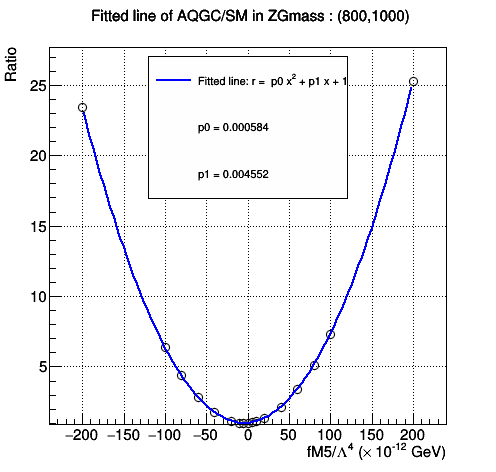 Fitted line of AQGC/SM in ZGmass : (800,1000)
Ratio
Fitted line: r = p0 x² + p1 x + 1
p0 = 0.000584
p1 = 0.004552
25
20
15
10
5
−200 −150 −100 −50 0 50 100 150 200
fM5/Λ⁴ (× 10⁻¹² GeV)